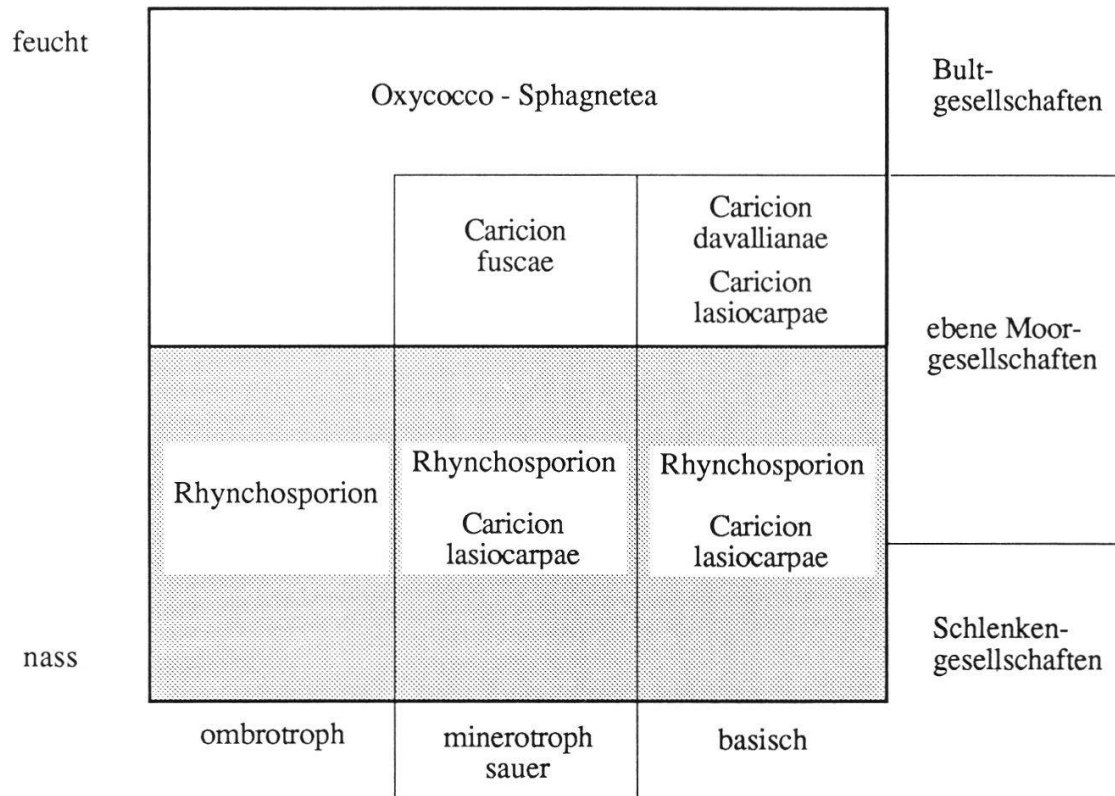 feucht
Oxycocco - Sphagnetea
Bult-
gesellschaften
Caricion
fuscae
Caricion
davallianae
Caricion
lasiocarpae
ebene Moor-
gesellschaften
Rhynchosporion
Rhynchosporion
Caricion
lasiocarpae
Rhynchosporion
Caricion
lasiocarpae
nass
Schlenken-
gesellschaften
ombrotroph
minerotroph
sauer
basisch